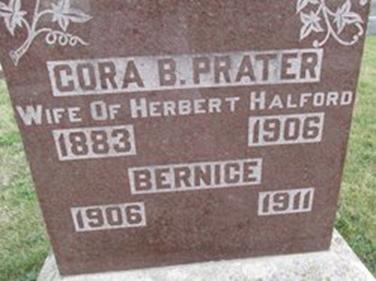 CORA B. PRATER
WIFE OF HERBERT HALFORD
1883 1906
BERNICE
1906 1911